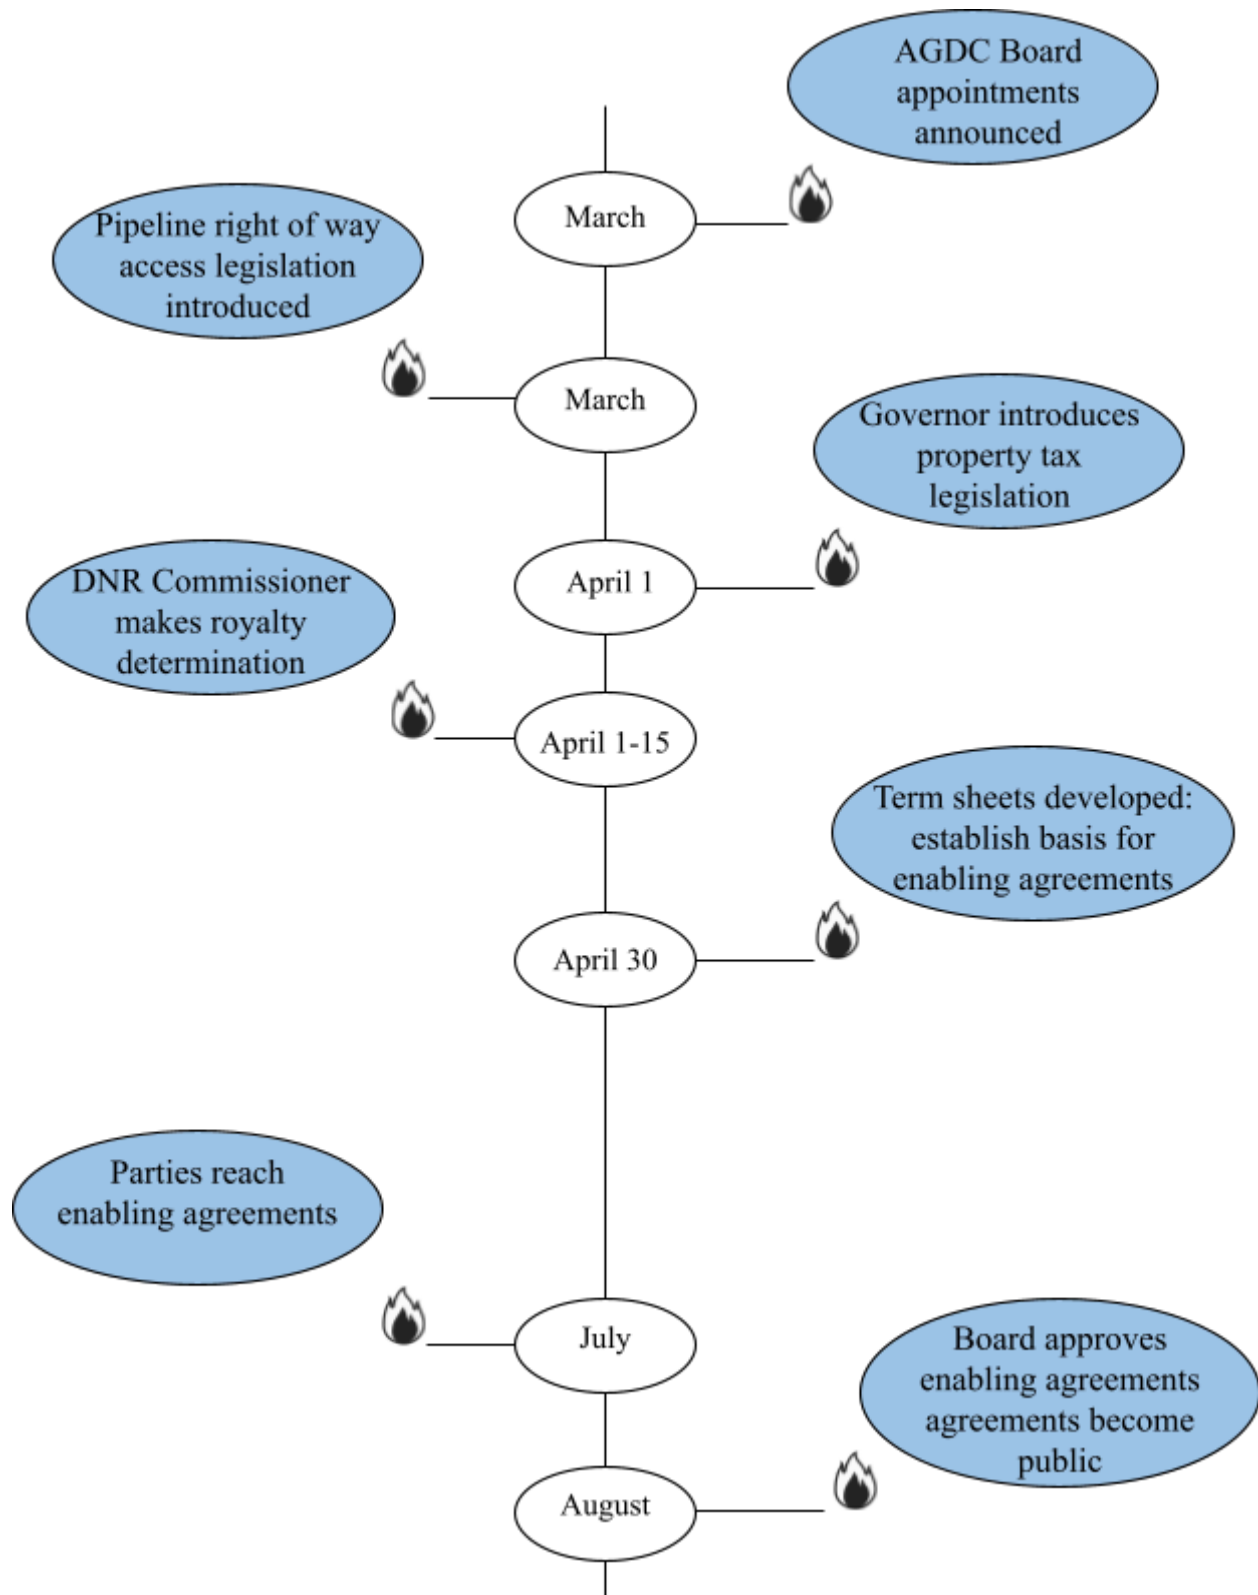 AGDC Board
appointments
announced
March
Pipeline right of way
access legislation
introduced
March
Governor introduces
property tax
legislation
April 1
DNR Commissioner
makes royalty
determination
April 1-15
Term sheets developed:
establish basis for
enabling agreements
April 30
Parties reach
enabling agreements
July
Board approves
enabling agreements
agreements become
public
August